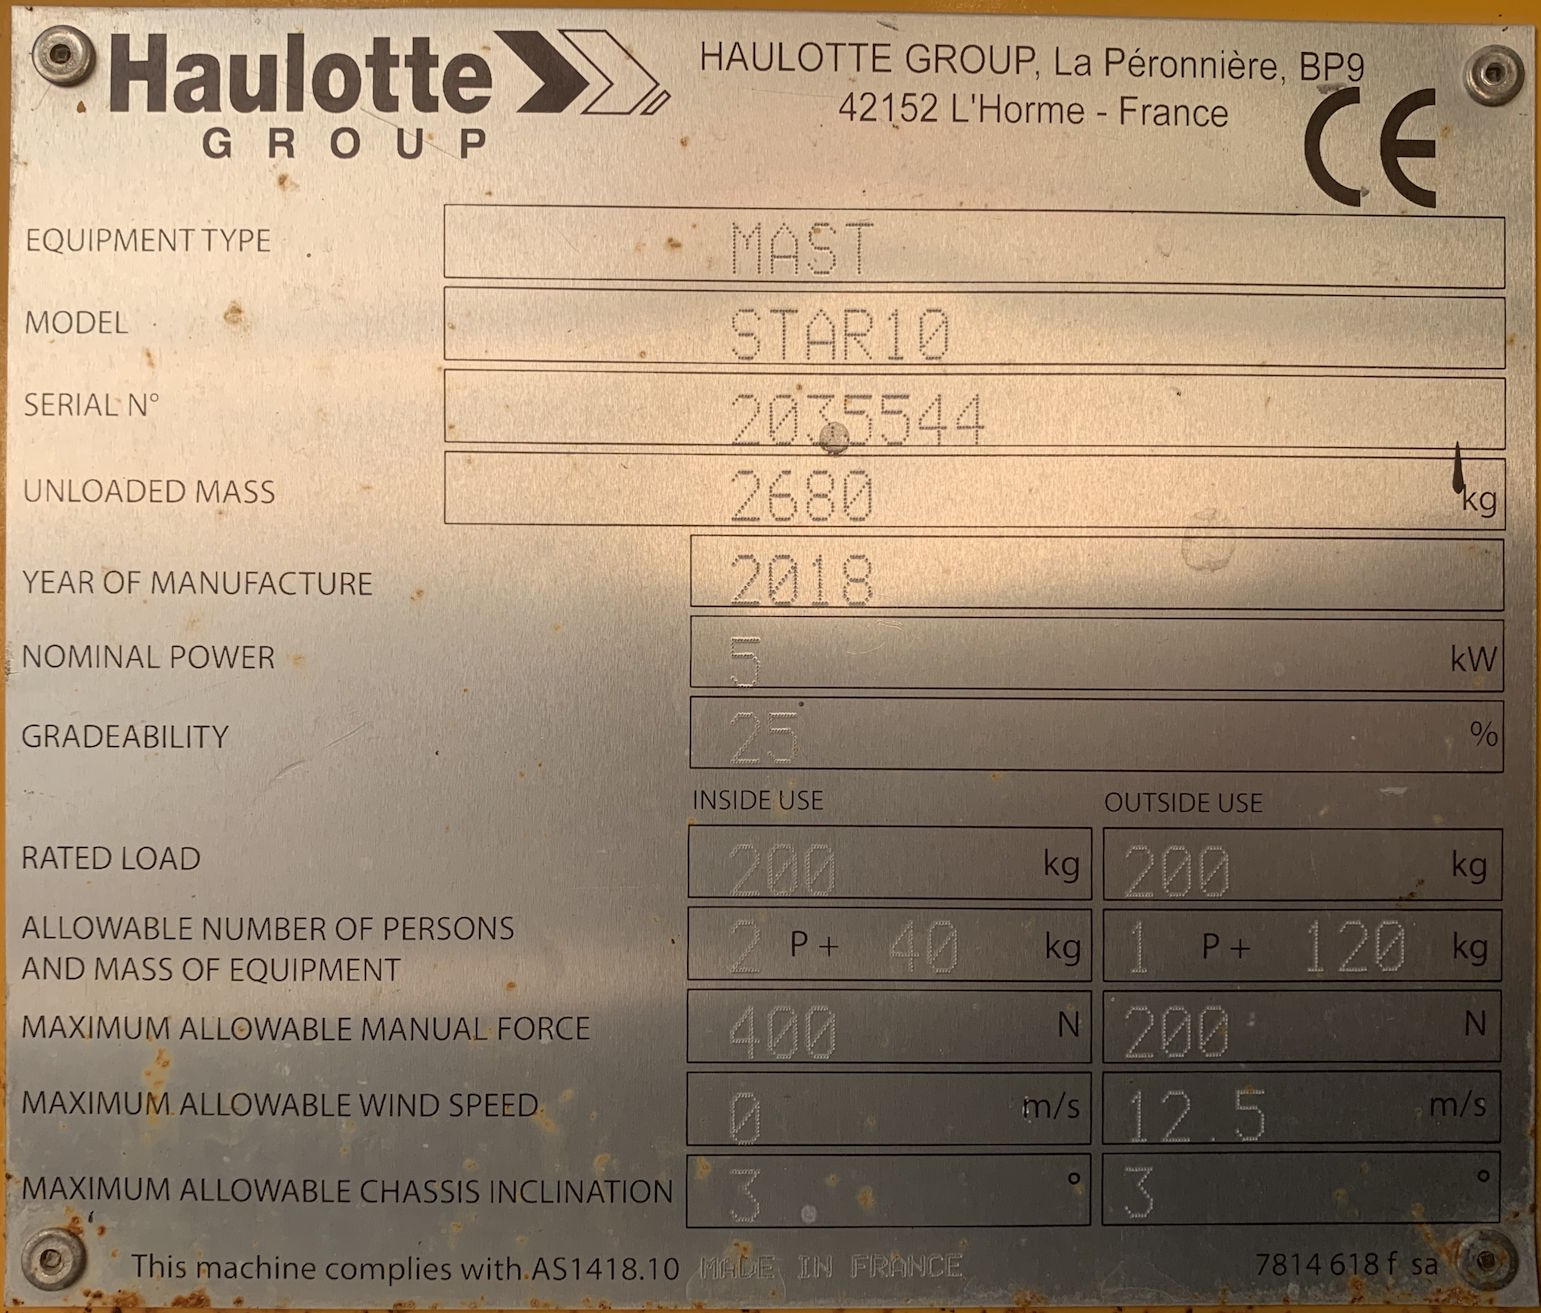 Haulotte
GROUP
HAULOTTE GROUP, La Péronnière, BP9
42152 L'Horme - France
CE
EQUIPMENT TYPE MAST
MODEL STAR10
SERIAL N° 2035544
UNLOADED MASS 2680 kg
YEAR OF MANUFACTURE 2018
NOMINAL POWER 5 kW
GRADEABILITY 25 %
INSIDE USE OUTSIDE USE
RATED LOAD 200 kg 200 kg
ALLOWABLE NUMBER OF PERSONS
AND MASS OF EQUIPMENT 2 P + 40 kg 1 P + 120 kg
MAXIMUM ALLOWABLE MANUAL FORCE 400 N 200 N
MAXIMUM ALLOWABLE WIND SPEED 0 m/s 12.5 m/s
MAXIMUM ALLOWABLE CHASSIS INCLINATION 3 ° 3 °
This machine complies with AS1418.10 MADE IN FRANCE 7814 618 f sa